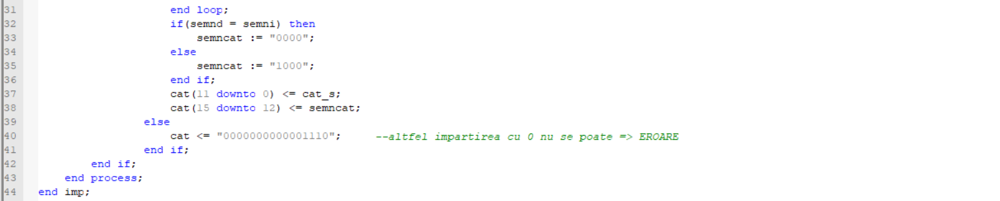 31 end loop;
32 if(semnd = semni) then
33 semncat := "0000";
34 else
35 semncat := "1000";
36 end if;
37 cat(11 downto 0) <= cat_s;
38 cat(15 downto 12) <= semncat;
39 else
40 cat <= "0000000000001110"; --altfel impartirea cu 0 nu se poate => EROARE
41 end if;
42 end if;
43 end process;
44 end imp;